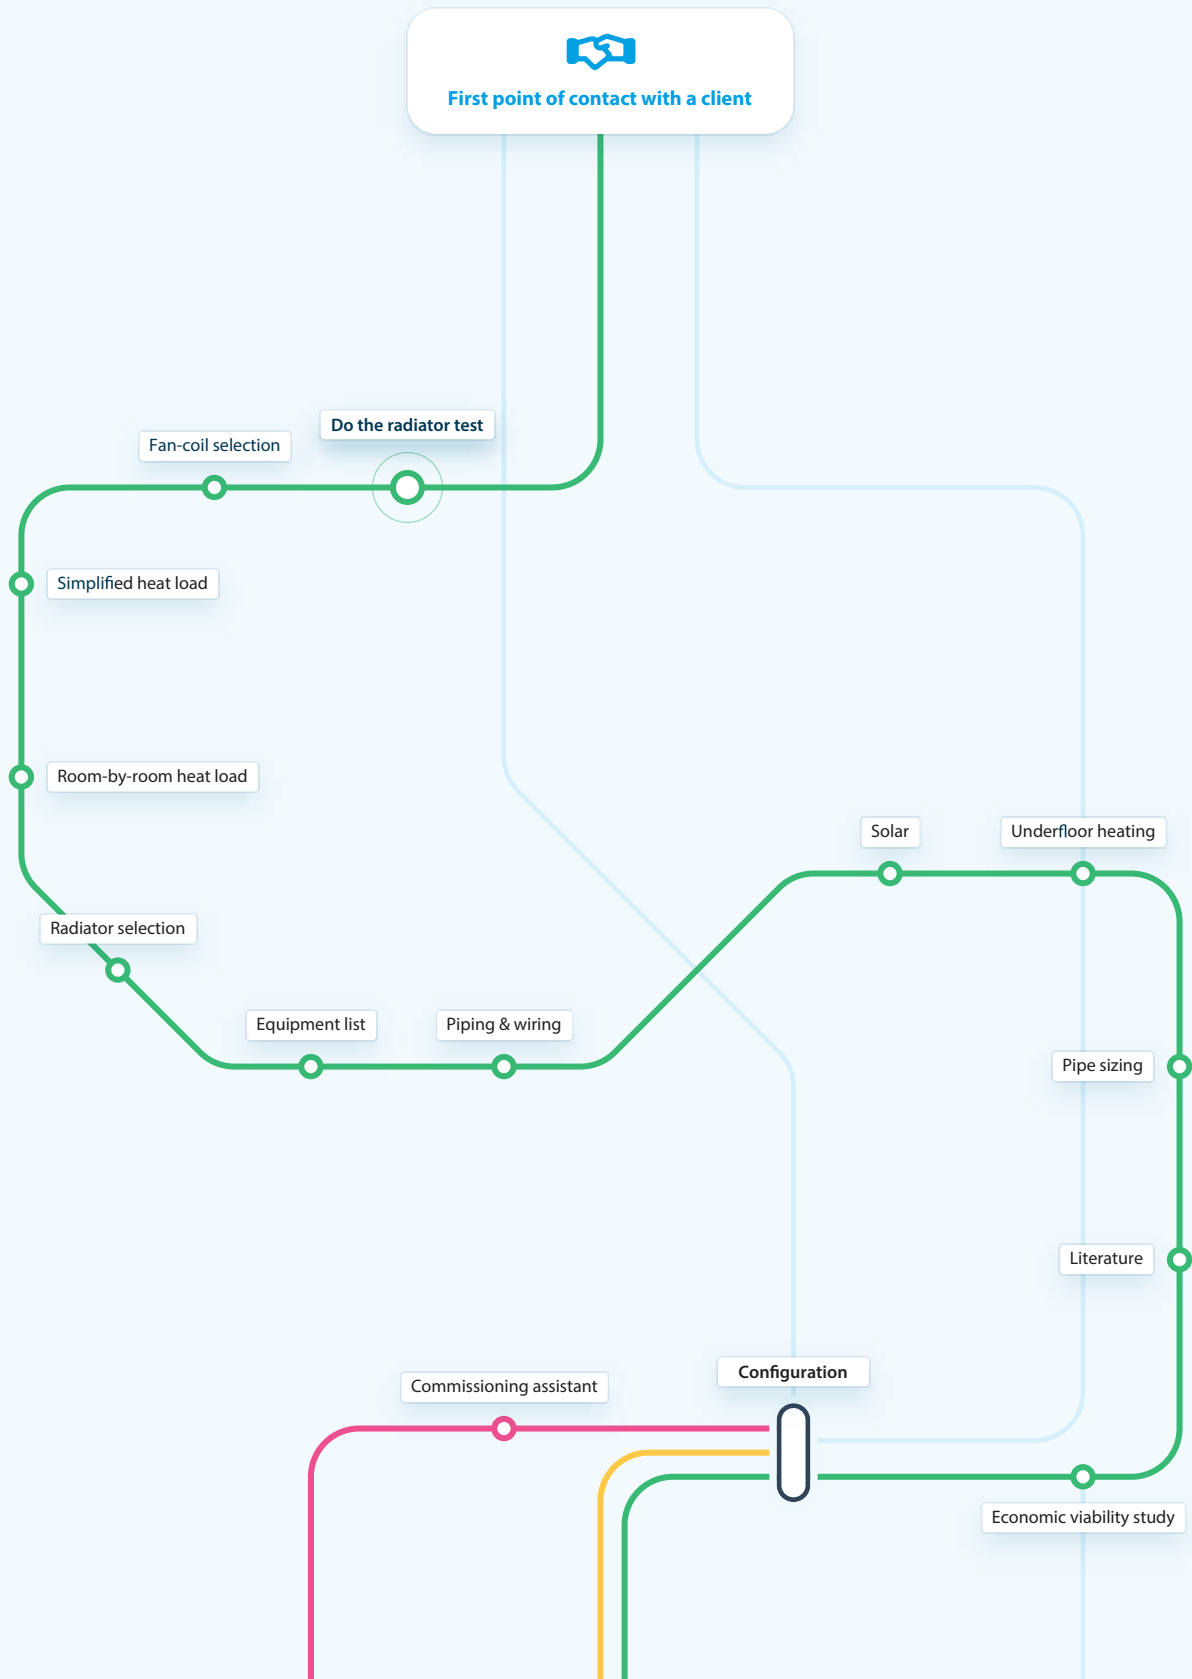 First point of contact with a client
Do the radiator test
Fan-coil selection
Simplified heat load
Room-by-room heat load
Solar
Underfloor heating
Radiator selection
Equipment list
Piping & wiring
Pipe sizing
Literature
Configuration
Commissioning assistant
Economic viability study